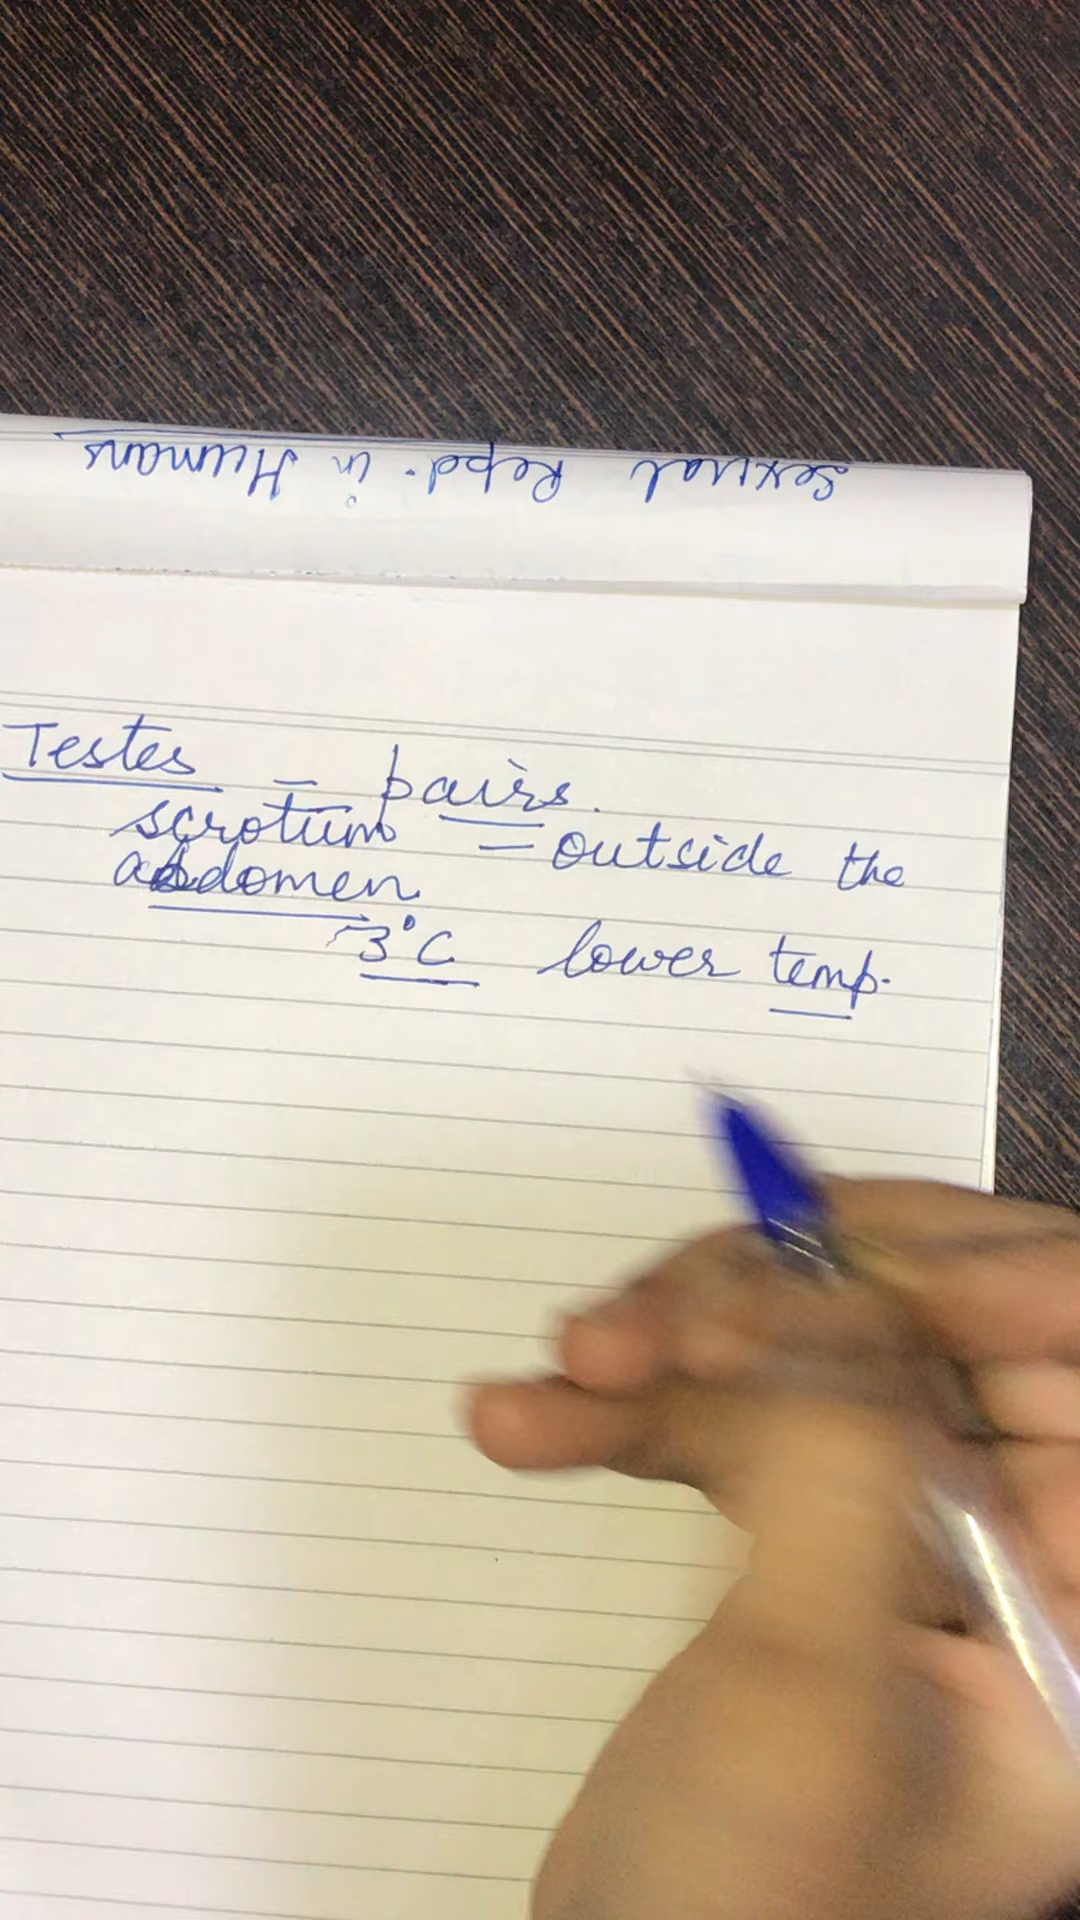 Sexual Repd. in Humans
Testes - pairs.
scrotum = outside the
abdomen
3°C lower temp.